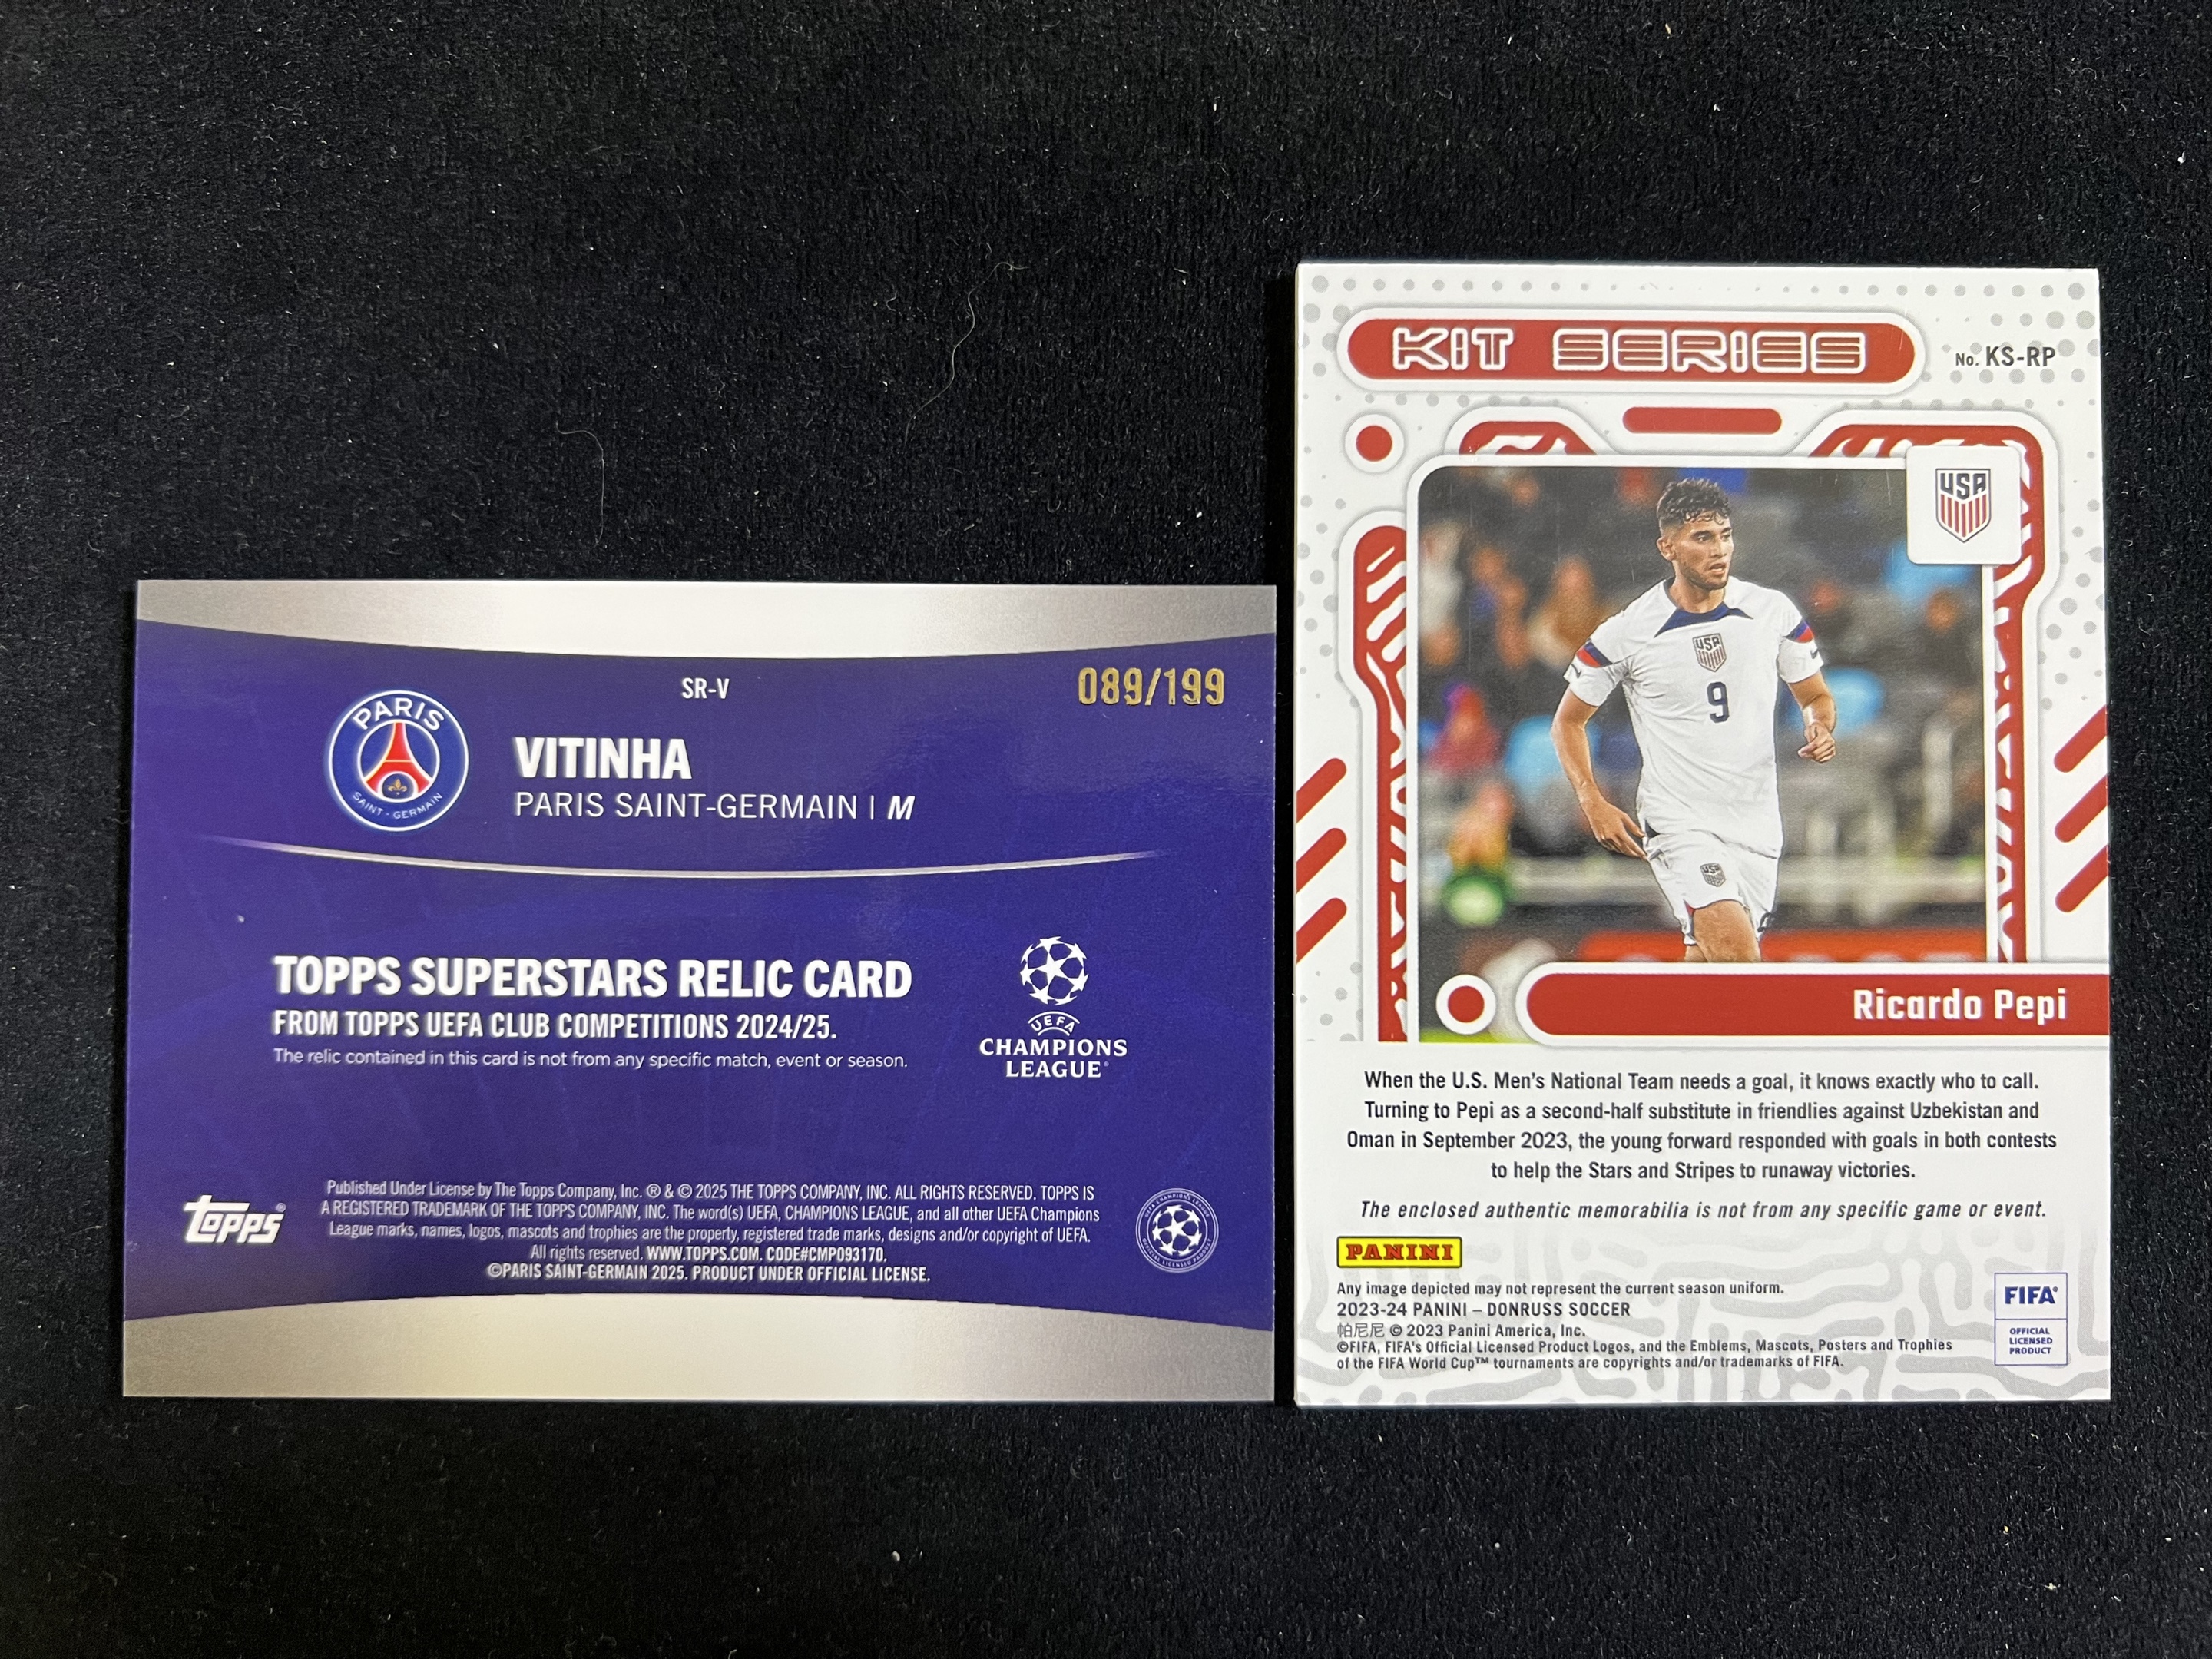 SR-V
089/199
PARIS
SAINT-GERMAIN
VITINHA
PARIS SAINT-GERMAIN | M
TOPPS SUPERSTARS RELIC CARD
FROM TOPPS UEFA CLUB COMPETITIONS 2024/25.
The relic contained in this card is not from any specific match, event or season.
UEFA
CHAMPIONS
LEAGUE®
topps®
Published Under License by The Topps Company, Inc. ® & © 2025 THE TOPPS COMPANY, INC. ALL RIGHTS RESERVED. TOPPS IS
A REGISTERED TRADEMARK OF THE TOPPS COMPANY, INC. The word(s) UEFA, CHAMPIONS LEAGUE, and all other UEFA Champions
League marks, names, logos, mascots and trophies are the property, registered trade marks, designs and/or copyright of UEFA.
All rights reserved. WWW.TOPPS.COM. CODE#CMP093170.
©PARIS SAINT-GERMAIN 2025. PRODUCT UNDER OFFICIAL LICENSE.
KIT SERIES
No. KS-RP
USA
USA
9
USA
Ricardo Pepi
When the U.S. Men's National Team needs a goal, it knows exactly who to call.
Turning to Pepi as a second-half substitute in friendlies against Uzbekistan and
Oman in September 2023, the young forward responded with goals in both contests
to help the Stars and Stripes to runaway victories.
The enclosed authentic memorabilia is not from any specific game or event.
PANINI
Any image depicted may not represent the current season uniform.
2023-24 PANINI – DONRUSS SOCCER
帕尼尼 © 2023 Panini America, Inc.
©FIFA, FIFA's Official Licensed Product Logos, and the Emblems, Mascots, Posters and Trophies
of the FIFA World Cup™ tournaments are copyrights and/or trademarks of FIFA.
FIFA®
OFFICIAL
LICENSED
PRODUCT